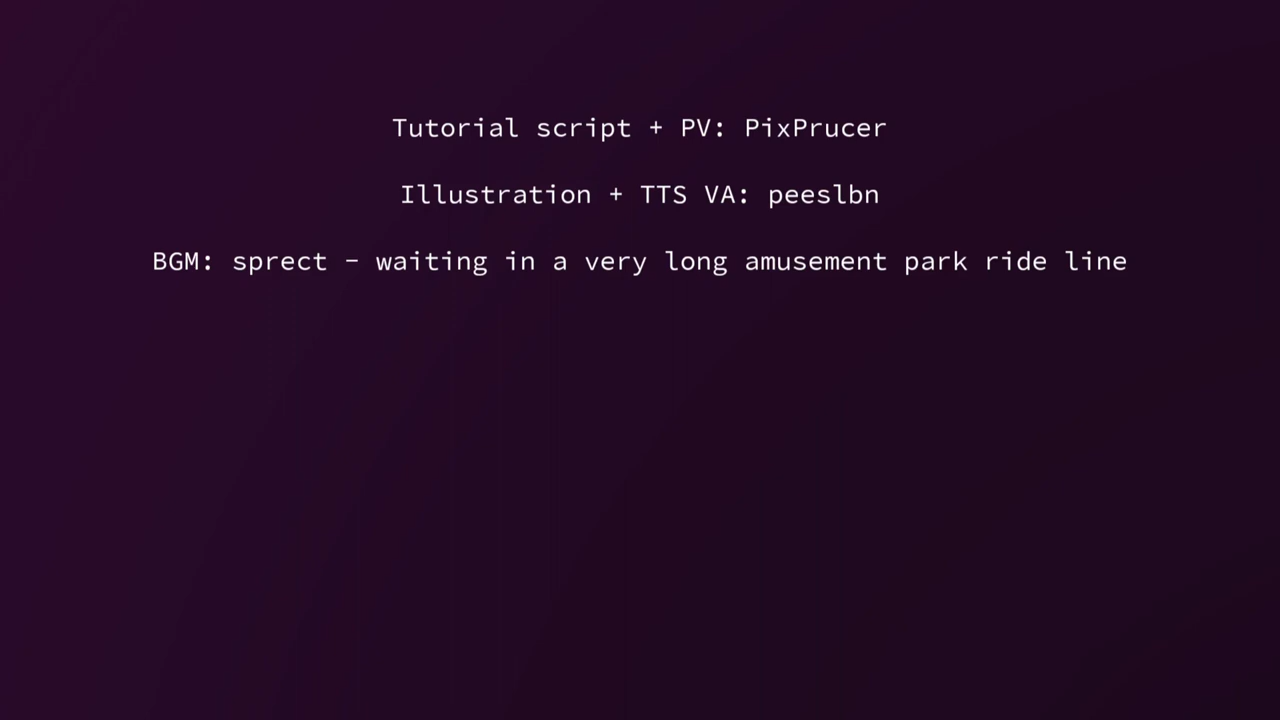 Tutorial script + PV: PixPrucer
Illustration + TTS VA: peeslbn
BGM: sprect - waiting in a very long amusement park ride line